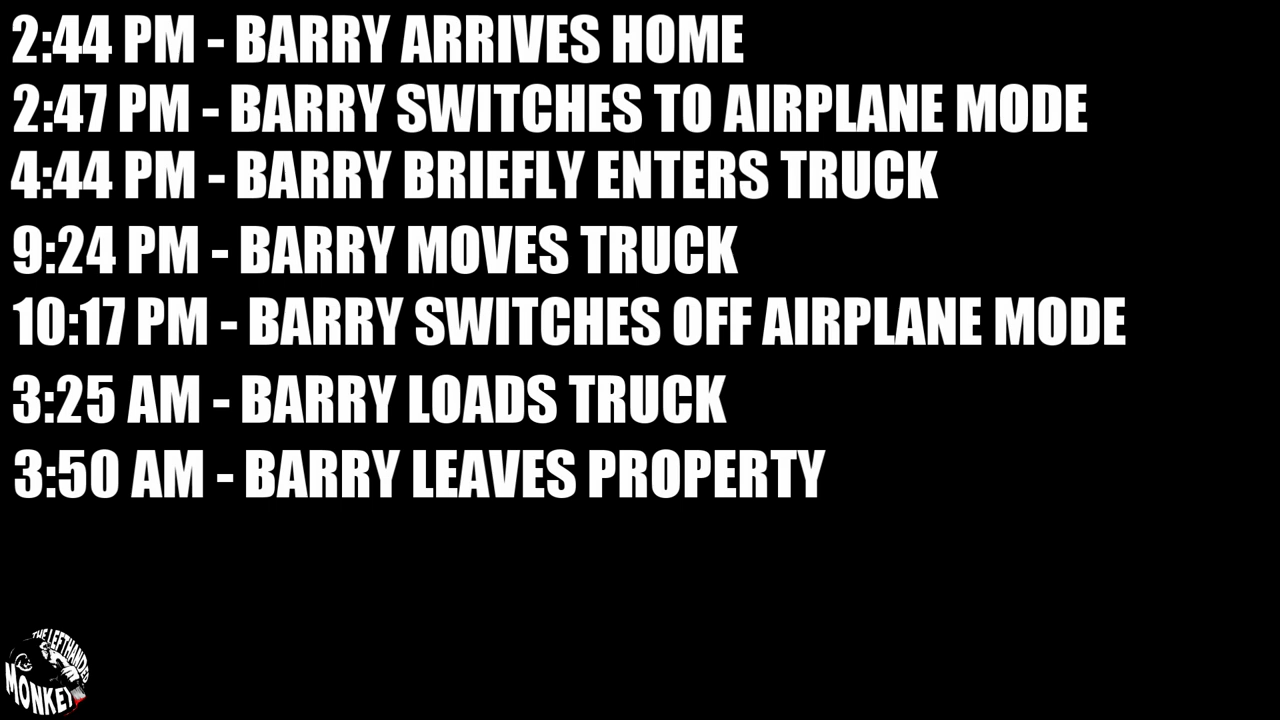 2:44 PM - BARRY ARRIVES HOME
2:47 PM - BARRY SWITCHES TO AIRPLANE MODE
4:44 PM - BARRY BRIEFLY ENTERS TRUCK
9:24 PM - BARRY MOVES TRUCK
10:17 PM - BARRY SWITCHES OFF AIRPLANE MODE
3:25 AM - BARRY LOADS TRUCK
3:50 AM - BARRY LEAVES PROPERTY
THE LEFTHANDED
MONKEY